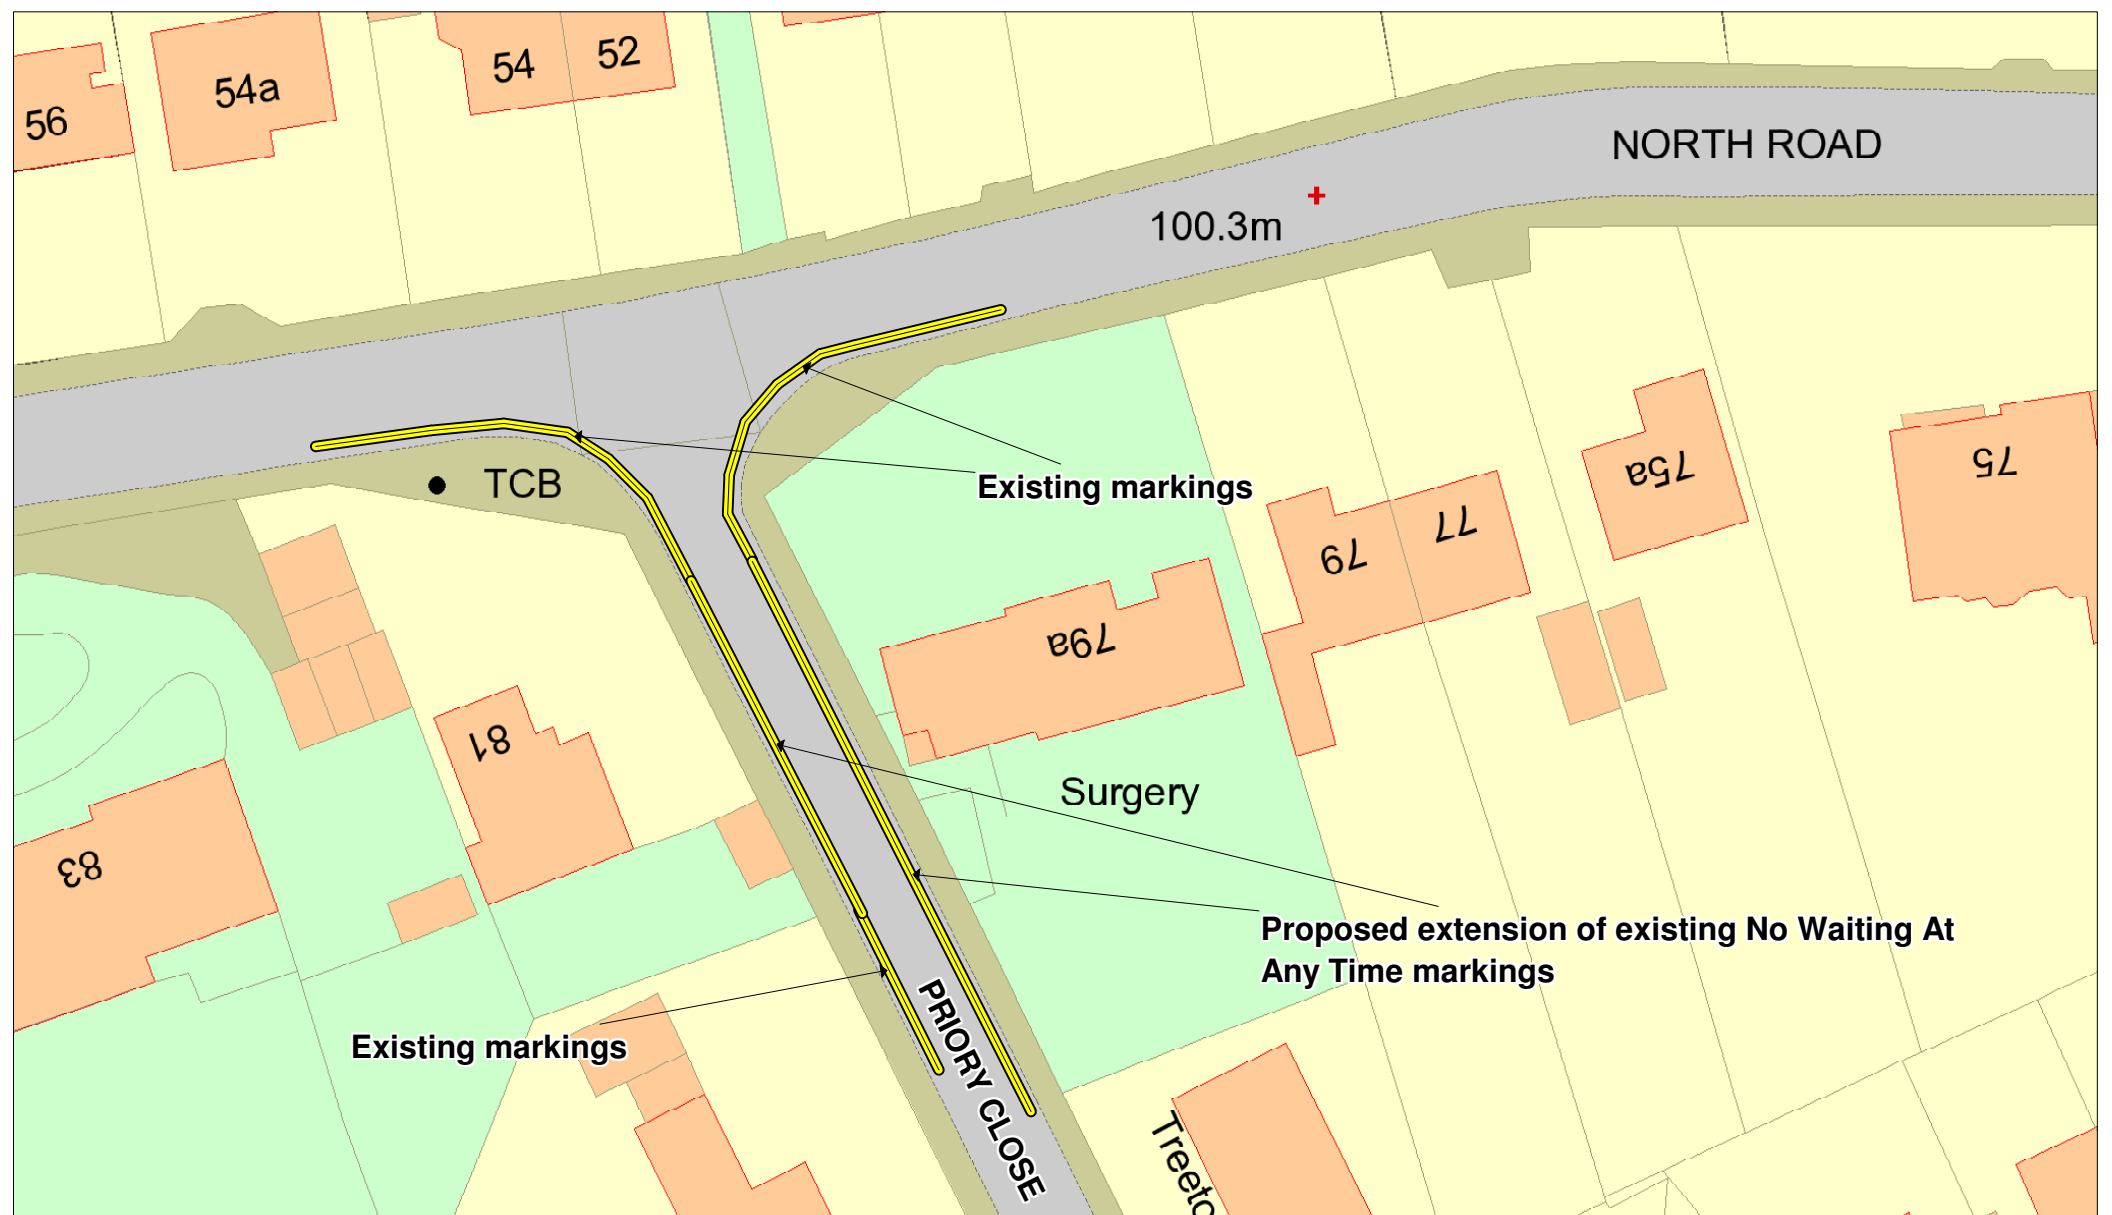 56
54a
54
52
NORTH ROAD
100.3m
TCB
Existing markings
79
77
75a
75
79a
81
Surgery
83
Proposed extension of existing No Waiting At
Any Time markings
Existing markings
PRIORY CLOSE
Treeto